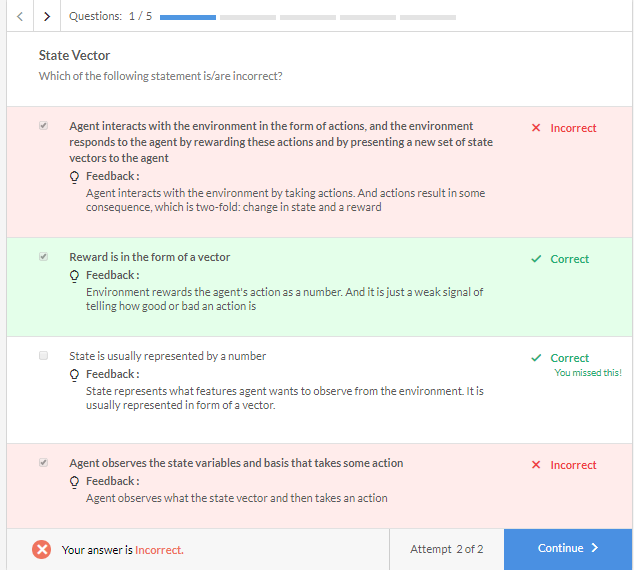 Questions: 1 / 5
State Vector
Which of the following statement is/are incorrect?
Agent interacts with the environment in the form of actions, and the environment
responds to the agent by rewarding these actions and by presenting a new set of state
vectors to the agent
Incorrect
Feedback :
Agent interacts with the environment by taking actions. And actions result in some
consequence, which is two-fold: change in state and a reward
Reward is in the form of a vector
Correct
Feedback :
Environment rewards the agent's action as a number. And it is just a weak signal of
telling how good or bad an action is
State is usually represented by a number
Correct
You missed this!
Feedback :
State represents what features agent wants to observe from the environment. It is
usually represented in form of a vector.
Agent observes the state variables and basis that takes some action
Incorrect
Feedback :
Agent observes what the state vector and then takes an action
Your answer is Incorrect.
Attempt 2 of 2
Continue